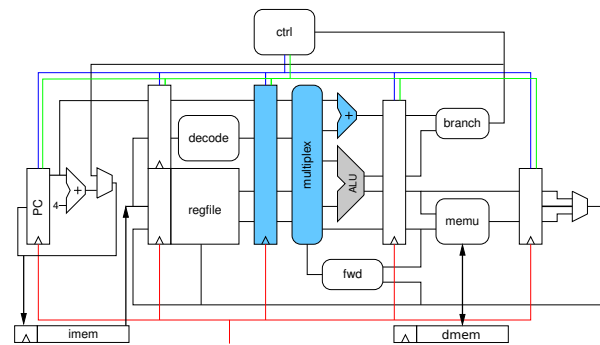 ctrl
decode
multiplex
+
branch
PC
4
+
regfile
ALU
memu
fwd
imem
dmem